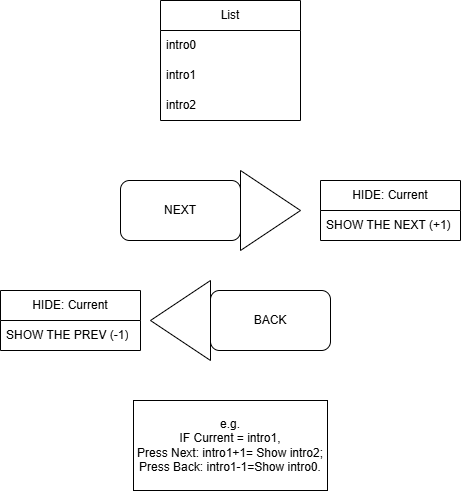 List
intro0
intro1
intro2
NEXT
HIDE: Current
SHOW THE NEXT (+1)
HIDE: Current
SHOW THE PREV (-1)
BACK
e.g.
IF Current = intro1,
Press Next: intro1+1= Show intro2;
Press Back: intro1-1=Show intro0.